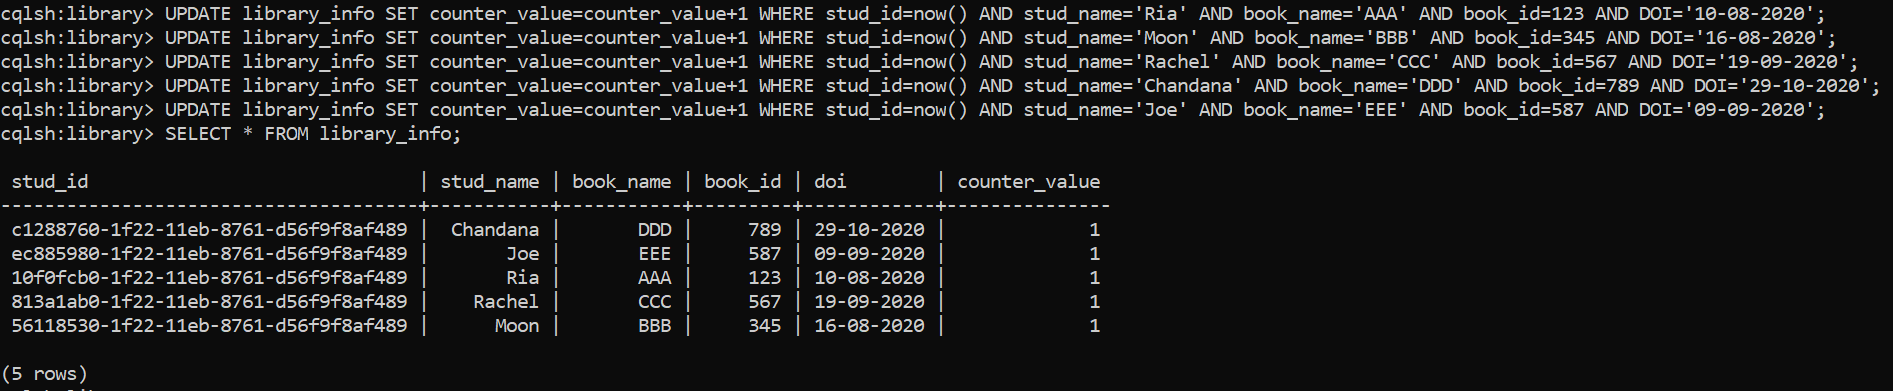 cqlsh:library> UPDATE library_info SET counter_value=counter_value+1 WHERE stud_id=now() AND stud_name='Ria' AND book_name='AAA' AND book_id=123 AND DOI='10-08-2020';
cqlsh:library> UPDATE library_info SET counter_value=counter_value+1 WHERE stud_id=now() AND stud_name='Moon' AND book_name='BBB' AND book_id=345 AND DOI='16-08-2020';
cqlsh:library> UPDATE library_info SET counter_value=counter_value+1 WHERE stud_id=now() AND stud_name='Rachel' AND book_name='CCC' AND book_id=567 AND DOI='19-09-2020';
cqlsh:library> UPDATE library_info SET counter_value=counter_value+1 WHERE stud_id=now() AND stud_name='Chandana' AND book_name='DDD' AND book_id=789 AND DOI='29-10-2020';
cqlsh:library> UPDATE library_info SET counter_value=counter_value+1 WHERE stud_id=now() AND stud_name='Joe' AND book_name='EEE' AND book_id=587 AND DOI='09-09-2020';
cqlsh:library> SELECT * FROM library_info;
 stud_id                              | stud_name | book_name | book_id | doi        | counter_value
--------------------------------------+-----------+-----------+---------+------------+---------------
 c1288760-1f22-11eb-8761-d56f9f8af489 |  Chandana |       DDD |     789 | 29-10-2020 |             1
 ec885980-1f22-11eb-8761-d56f9f8af489 |       Joe |       EEE |     587 | 09-09-2020 |             1
 10f0fcb0-1f22-11eb-8761-d56f9f8af489 |       Ria |       AAA |     123 | 10-08-2020 |             1
 813a1ab0-1f22-11eb-8761-d56f9f8af489 |    Rachel |       CCC |     567 | 19-09-2020 |             1
 56118530-1f22-11eb-8761-d56f9f8af489 |      Moon |       BBB |     345 | 16-08-2020 |             1
(5 rows)